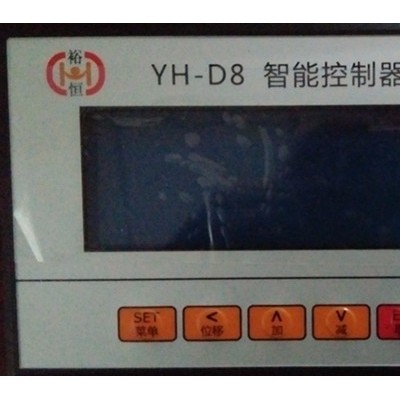 裕恒
YH-D8 智能控制器
SET < ∧ ∨
菜单 位移 加 减